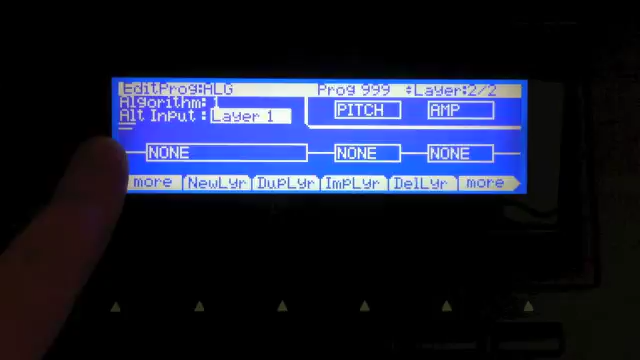 EditProg:ALG Prog 999 Layer:2/2
Algorithm: 1 PITCH AMP
Alt Input :Layer 1
NONE NONE NONE
more NewLyr DupLyr ImpLyr DelLyr more